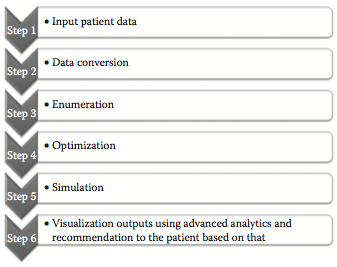 Step 1
• Input patient data
Step 2
• Data conversion
Step 3
• Enumeration
Step 4
• Optimization
Step 5
• Simulation
Step 6
• Visualization outputs using advanced analytics and
recommendation to the patient based on that